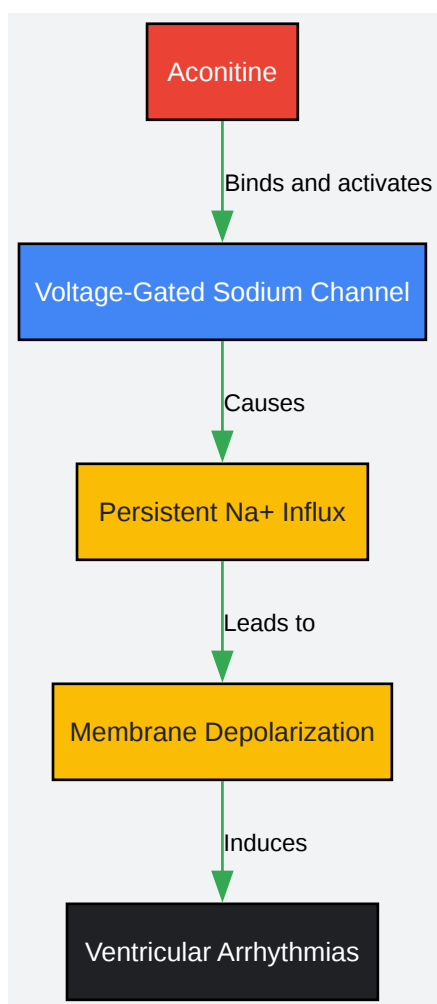 Aconitine
Binds and activates
Voltage-Gated Sodium Channel
Causes
Persistent Na+ Influx
Leads to
Membrane Depolarization
Induces
Ventricular Arrhythmias